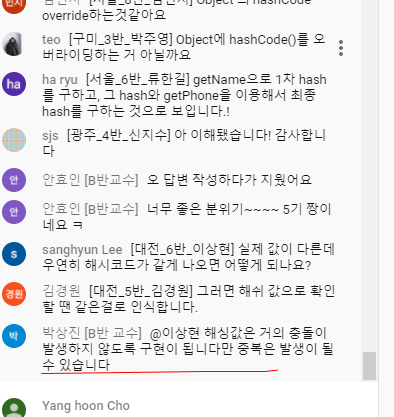 hashCode
override하는것같아요
teo [구미_3반_박주영] Object에 hashCode()를 오
버라이딩하는 거 아닐까요
ha
ha ryu [서울_6반_류한길] getName으로 1차 hash
를 구하고, 그 hash와 getPhone을 이용해서 최종
hash를 구하는 것으로 보입니다.!
sjs [광주_4반_신지수] 아 이해됐습니다! 감사합니
다
안
안효인 [B반교수] 오 답변 작성하다가 지웠어요
안
안효인 [B반교수] 너무 좋은 분위기~~~~ 5기 짱이
네요 ㅋ
s
sanghyun Lee [대전_6반_이상현] 실제 값이 다른데
우연히 해시코드가 같게 나오면 어떻게 되나요?
경원
김경원 [대전_5반_김경원] 그러면 해쉬 값으로 확인
할 땐 같은걸로 인식합니다.
박
박상진 [B반 교수] @이상현 해싱값은 거의 충돌이
발생하지 않도록 구현이 됩니다만 중복은 발생이 될
수 있습니다
Yang hoon Cho